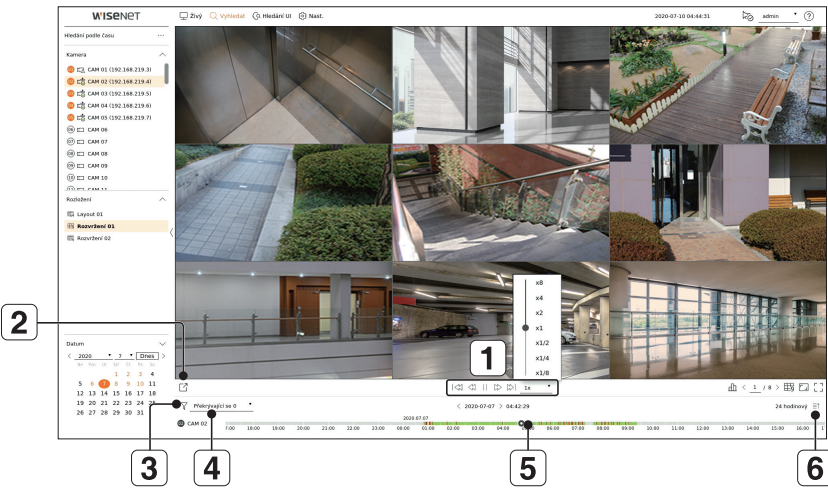 WISENET
Živý Vyhledat Hledání UI Nast.
2020-07-10 04:44:31
admin
Hledání podle času ...
Kamera
CAM 01 (192.168.219.3)
CAM 02 (192.168.219.4)
CAM 03 (192.168.219.5)
CAM 04 (192.168.219.6)
CAM 05 (192.168.219.7)
06 CAM 06
07 CAM 07
08 CAM 08
09 CAM 09
10 CAM 10
CAM 11
Rozložení
Layout 01
Rozvržení 01
Rozvržení 02
x8
x4
x2
x1
x1/2
x1/4
x1/8
1
2
Datum
2020 7 Dnes
1 2 3 4
5 6 7 8 9 10 11
12 13 14 15 16 17 18
19 20 21 22 23 24 25
26 27 28 29 30 31
1x
1 / 8
Překrývající se 0
2020-07-07 04:42:29
24 hodinový
2020.07.07
CAM 02
7:00 18:00 19:00 20:00 21:00 22:00 23:00 00:00 01:00 02:00 03:00 04:00 06:00 07:00 08:00 09:00 10:00 11:00 12:00 13:00 14:00 15:00 16:00
3
4
5
6